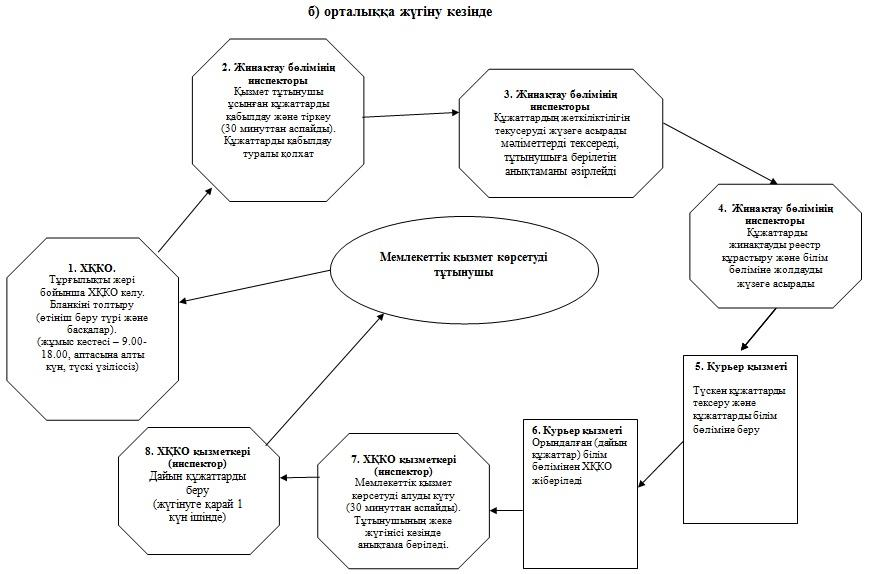 б) орталыққа жүгіну кезінде
2. Жинақтау бөлімінің
инспекторы
Қызмет тұтынушы
ұсынған құжаттарды
қабылдау және тіркеу
(30 минуттан аспайды).
Құжаттарды қабылдау
туралы қолхат
3. Жинақтау бөлімінің
инспекторы
Құжаттардың жеткіліктілігін
текусеруді жүзеге асырады
мәліметтерді тексереді,
тұтынушыға берілетін
анықтаманы әзірлейді
4. Жинақтау бөлімінің
инспекторы
Құжаттарды
жинақтауды реестр
құрастыру және білім
бөліміне жолдауды
жүзеге асырады
Мемлекеттік қызмет көрсетуді
тұтынушы
1. ХҚКО.
Тұрғылықты жері
бойынша ХҚКО келу.
Бланкіні толтыру
(өтініш беру түрі және
басқалар).
(жұмыс кестесі – 9.00-
18.00, аптасына алты
күн, түскі үзіліссіз)
5. Курьер қызметі
Түскен құжаттарды
тексеру және
құжаттарды білім
бөліміне беру
6. Курьер қызметі
Орындалған (дайын
құжаттар) білім
бөлімінен ХҚКО
жіберіледі
7. ХҚКО қызметкері
(инспектор)
Мемлекеттік қызмет
көрсетуді алуды күту
(30 минуттан аспайды).
Тұтынушының жеке
жүгінісі кезінде
анықтама беріледі.
8. ХҚКО қызметкері
(инспектор)
Дайын құжаттарды
беру
(жүгінуге қарай 1
күн ішінде)